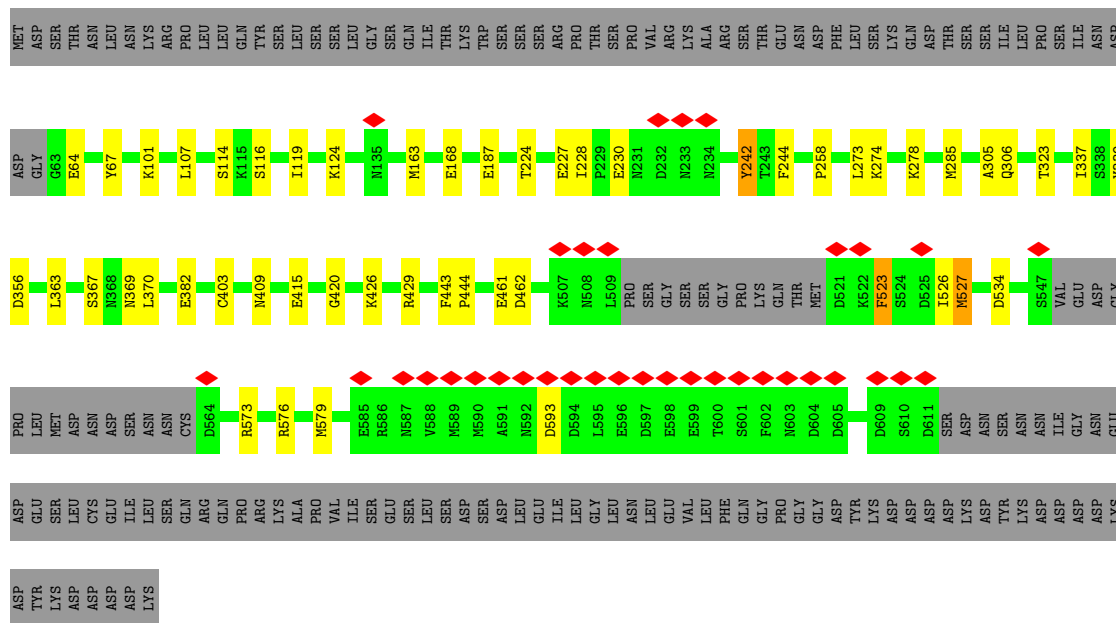 MET ASP SER THR ASN LEU ASN LYS ARG PRO LEU LEU GLN TYR SER LEU SER SER LEU GLY SER GLN ILE THR LYS TRP SER SER SER ARG PRO THR SER PRO VAL ARG LYS ALA ARG SER THR GLU ASN ASP PHE LEU SER LYS GLN ASP THR SER SER ILE LEU PRO SER ILE ASN ASP
ASP GLY G63 E64 Y67 K101 L107 S114 K115 S116 I119 K124 N135 M163 E168 E187 T224 E227 I228 P229 E230 N231 D232 N233 N234 Y242 T243 F244 P258 L273 K274 K278 M285 A305 Q306 T323 I337 S338
D356 L363 S367 N368 N369 L370 E382 C403 N409 E415 G420 K426 R429 F443 P444 E461 D462 K507 N508 L509 PRO SER GLY SER SER GLY PRO LYS GLN THR MET D521 K522 F523 S524 D525 I526 M527 D534 S547 VAL GLU ASP GLY
PRO LEU MET ASP ASN ASP SER ASN ASN CYS D564 R573 R576 M579 E585 R586 N587 V588 M589 M590 A591 N592 D593 D594 L595 E596 D597 E598 E599 T600 S601 F602 N603 D604 D605 D609 S610 D611 SER ASP ASN SER ASN ASN ILE GLY ASN GLU
ASP GLU SER LEU CYS GLU ILE LEU SER GLN ARG GLN PRO ARG LYS ALA PRO VAL ILE SER GLU SER LEU SER ASP SER ASP LEU GLU ILE LEU GLY LEU ASN LEU GLU VAL LEU PHE GLN GLY PRO GLY GLY ASP TYR LYS ASP ASP ASP ASP LYS ASP TYR LYS ASP ASP ASP ASP LYS
ASP TYR LYS ASP ASP ASP ASP LYS